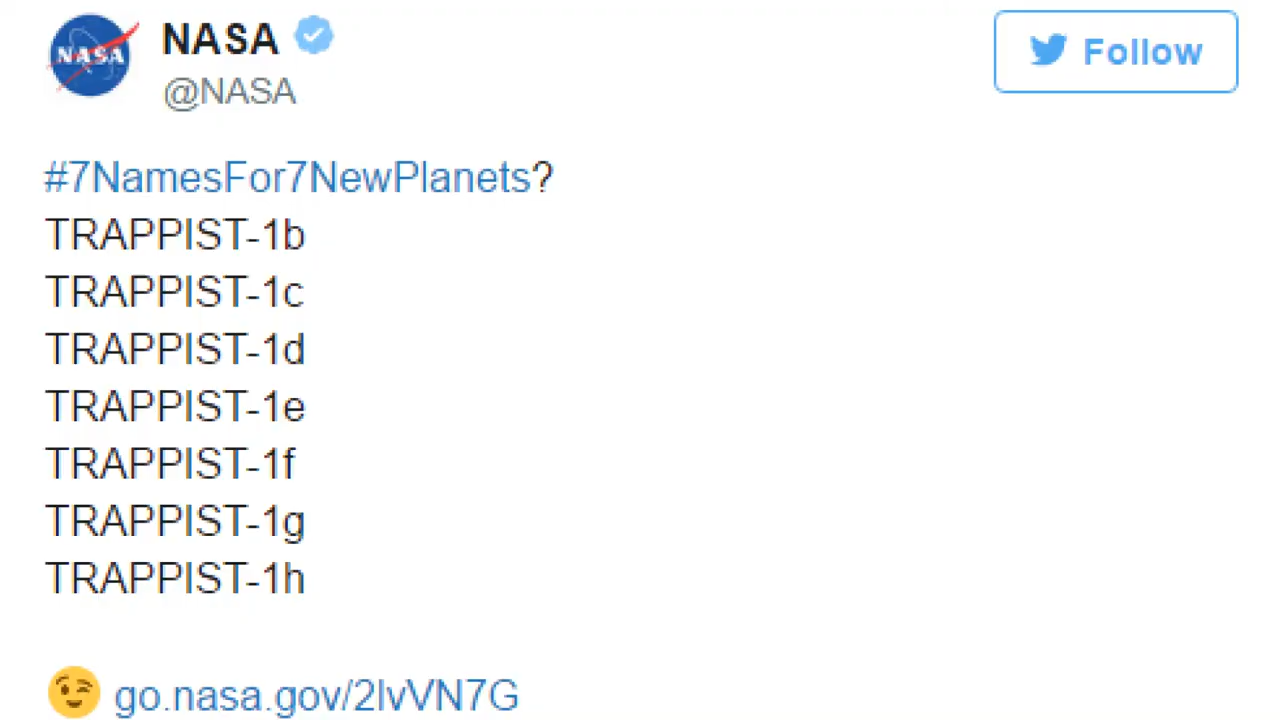 NASA
NASA
@NASA
Follow
#7NamesFor7NewPlanets?
TRAPPIST-1b
TRAPPIST-1c
TRAPPIST-1d
TRAPPIST-1e
TRAPPIST-1f
TRAPPIST-1g
TRAPPIST-1h
😉 go.nasa.gov/2lvVN7G